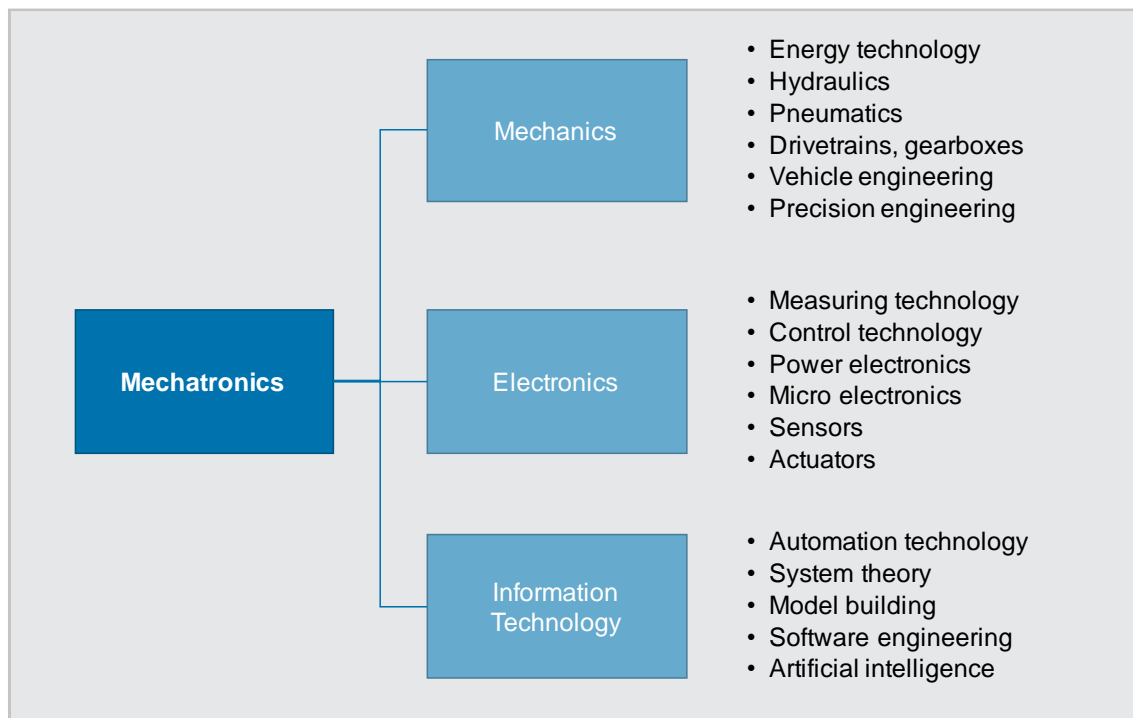 Mechatronics
Mechanics
• Energy technology
• Hydraulics
• Pneumatics
• Drivetrains, gearboxes
• Vehicle engineering
• Precision engineering
Electronics
• Measuring technology
• Control technology
• Power electronics
• Micro electronics
• Sensors
• Actuators
Information
Technology
• Automation technology
• System theory
• Model building
• Software engineering
• Artificial intelligence